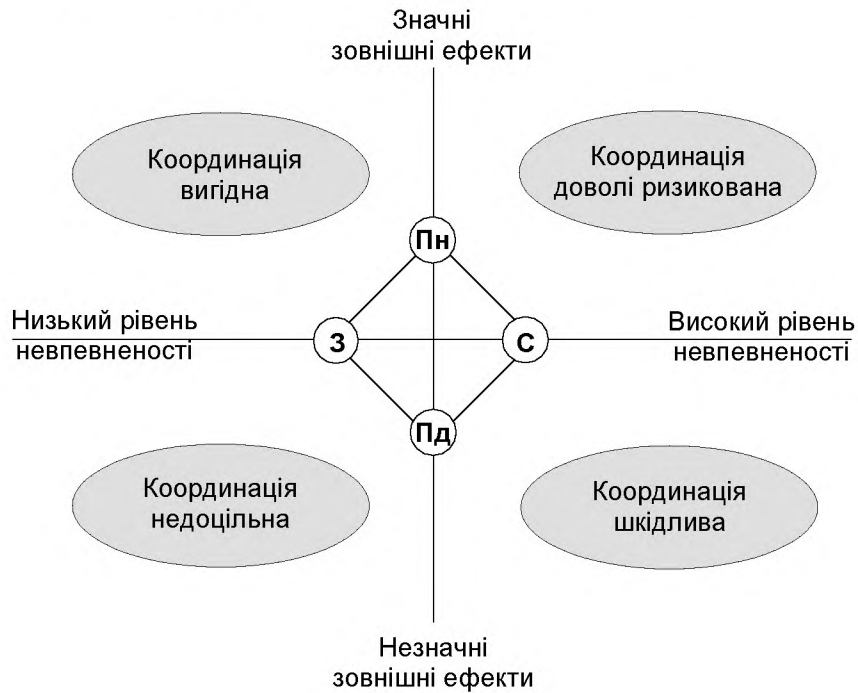 Значні
зовнішні ефекти
Координація
вигідна
Координація
доволі ризикована
Пн
Низький рівень
невпевненості
З
С
Високий рівень
невпевненості
Пд
Координація
недоцільна
Координація
шкідлива
Незначні
зовнішні ефекти